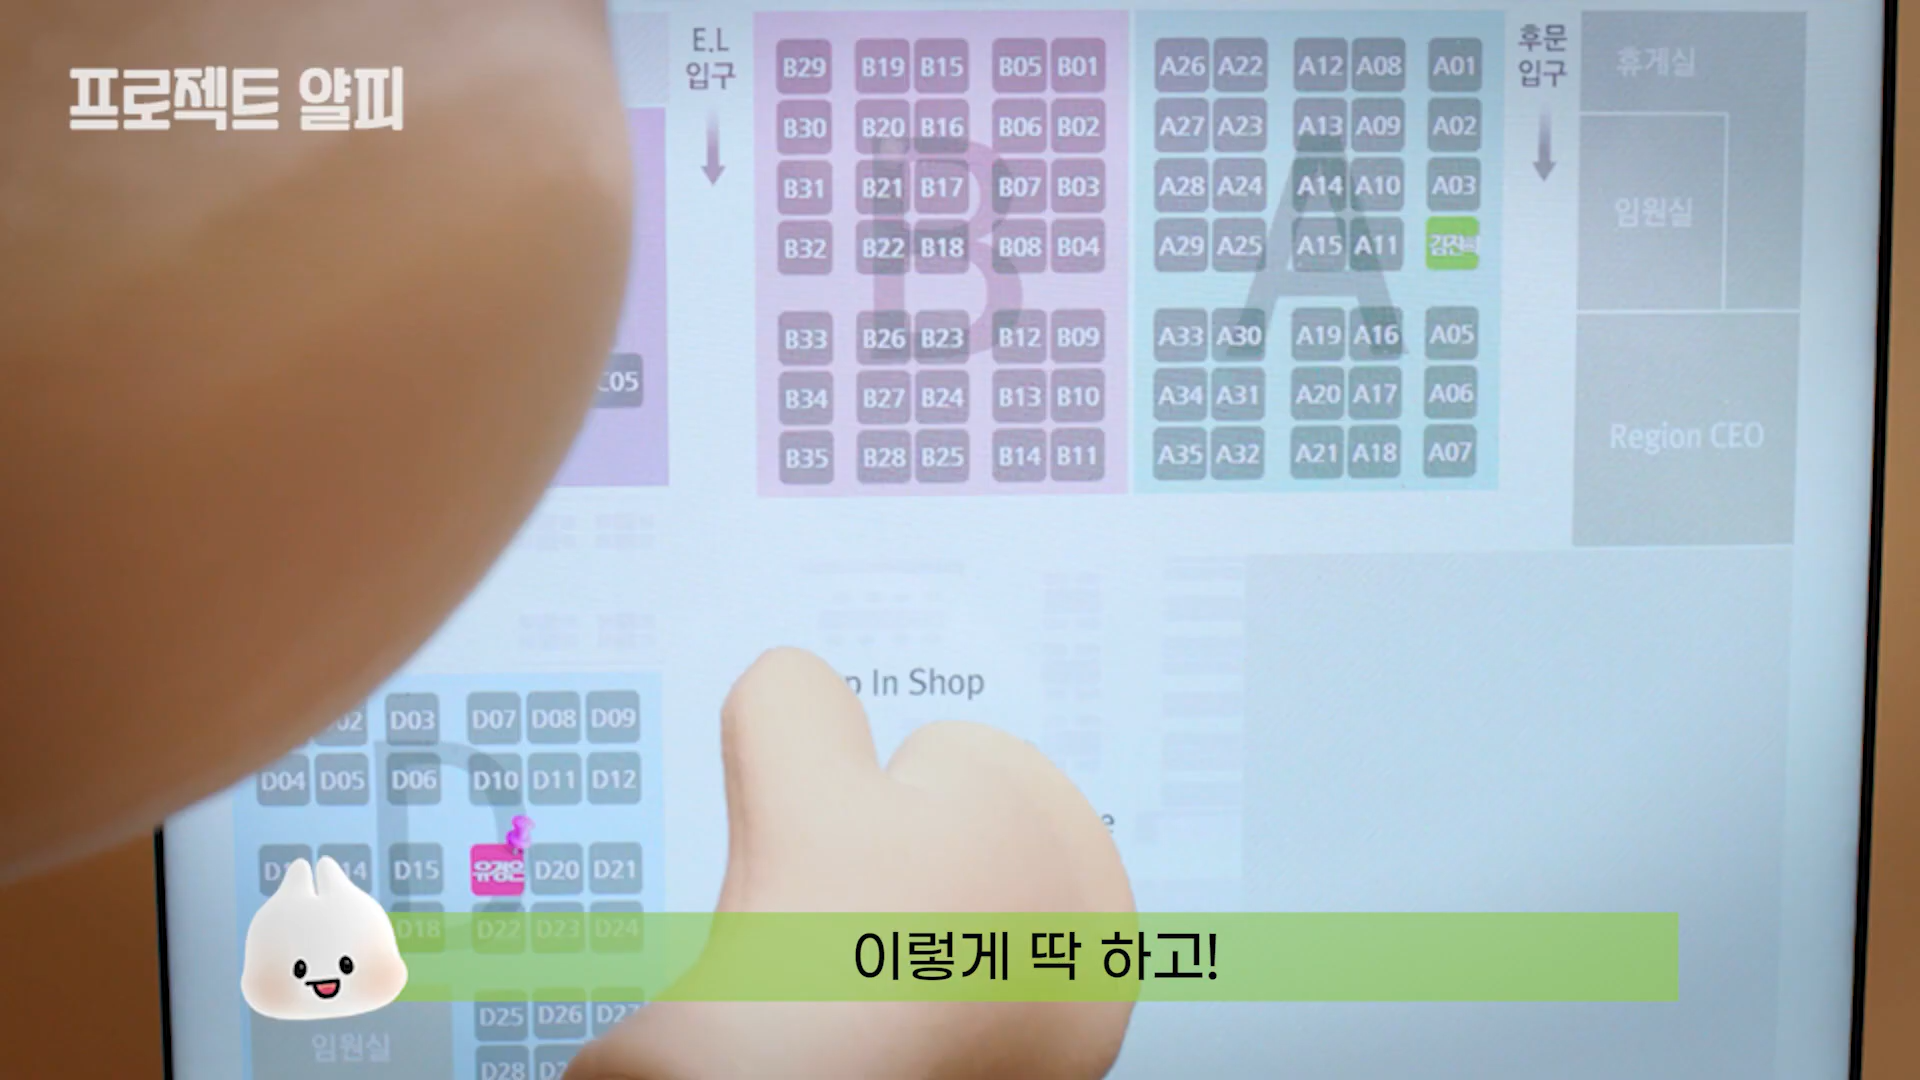 프로젝트 얄피
E.L
입구
후문
입구
휴게실
임원실
Region CEO
B29 B19 B15 B05 B01
B30 B20 B16 B06 B02
B31 B21 B17 B07 B03
B32 B22 B18 B08 B04
B33 B26 B23 B12 B09
B34 B27 B24 B13 B10
B35 B28 B25 B14 B11
B
A26 A22 A12 A08 A01
A27 A23 A13 A09 A02
A28 A24 A14 A10 A03
A29 A25 A15 A11
A33 A30 A19 A16 A05
A34 A31 A20 A17 A06
A35 A32 A21 A18 A07
A
C05
In Shop
D03 D07 D08 D09
D04 D05 D06 D10 D11 D12
D15 유경은 D20 D21
D18 D22 D23 D24
D25 D26 D27
D28
D
임원실
이렇게 딱 하고!